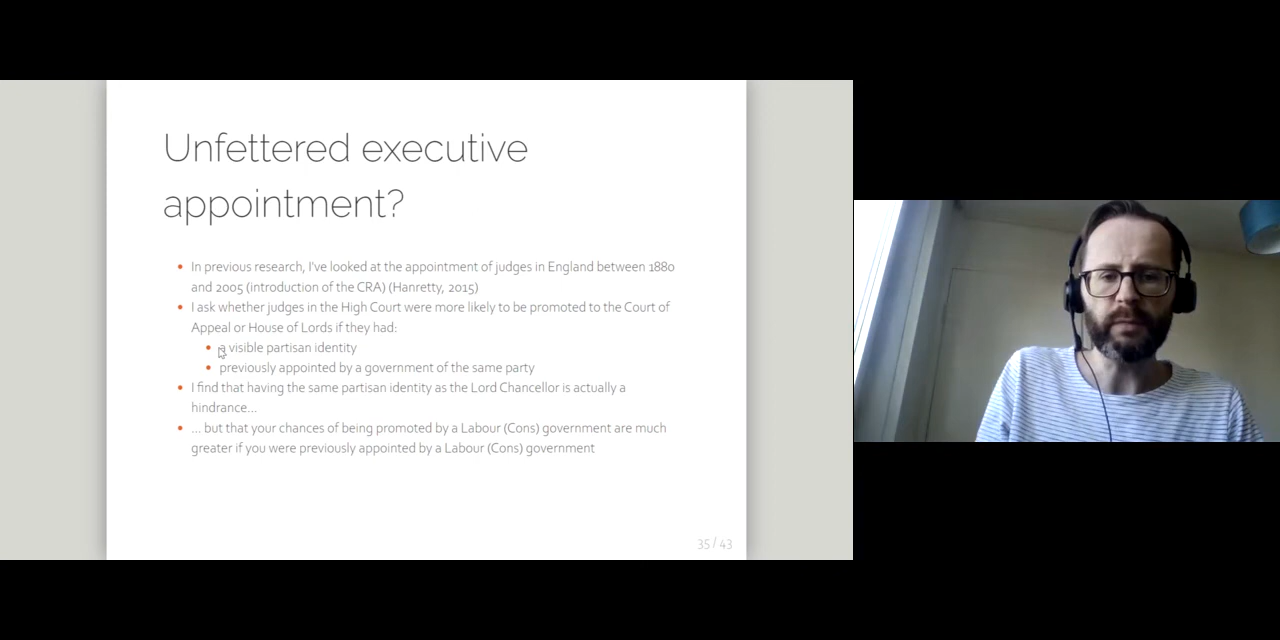 Unfettered executive
appointment?
In previous research, I've looked at the appointment of judges in England between 1880
and 2005 (introduction of the CRA) (Hanretty, 2015)
I ask whether judges in the High Court were more likely to be promoted to the Court of
Appeal or House of Lords if they had:
a visible partisan identity
previously appointed by a government of the same party
I find that having the same partisan identity as the Lord Chancellor is actually a
hindrance...
... but that your chances of being promoted by a Labour (Cons) government are much
greater if you were previously appointed by a Labour (Cons) government
35 / 43